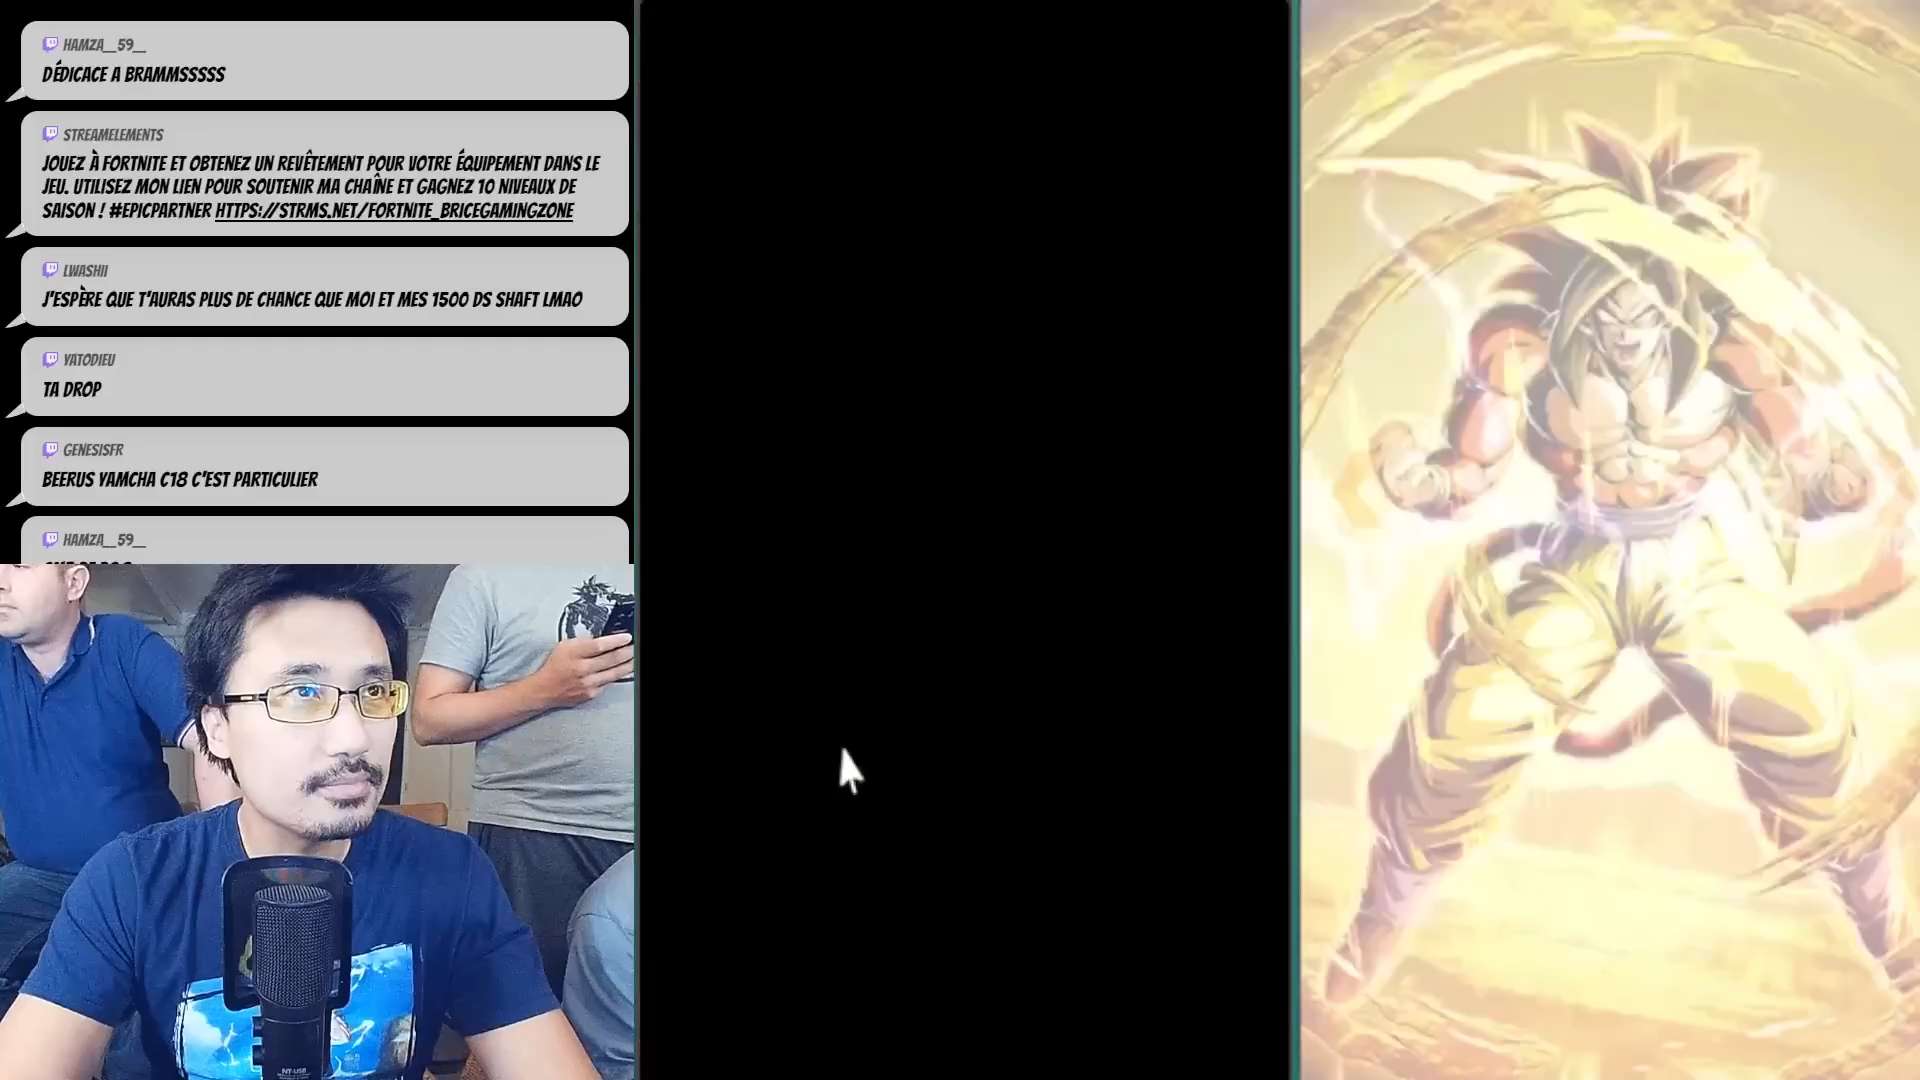 HAMZA__59__
DÉDICACE A BRAMMSSSSS
STREAMELEMENTS
JOUEZ À FORTNITE ET OBTENEZ UN REVÊTEMENT POUR VOTRE ÉQUIPEMENT DANS LE
JEU. UTILISEZ MON LIEN POUR SOUTENIR MA CHAÎNE ET GAGNEZ 10 NIVEAUX DE
SAISON ! #EPICPARTNER HTTPS://STRMS.NET/FORTNITE_BRICEGAMINGZONE
LWASHII
J'ESPÈRE QUE T'AURAS PLUS DE CHANCE QUE MOI ET MES 1500 DS SHAFT LMAO
YATODIEU
TA DROP
GENESISFR
BEERUS YAMCHA C18 C'EST PARTICULIER
HAMZA__59__
NT-USB